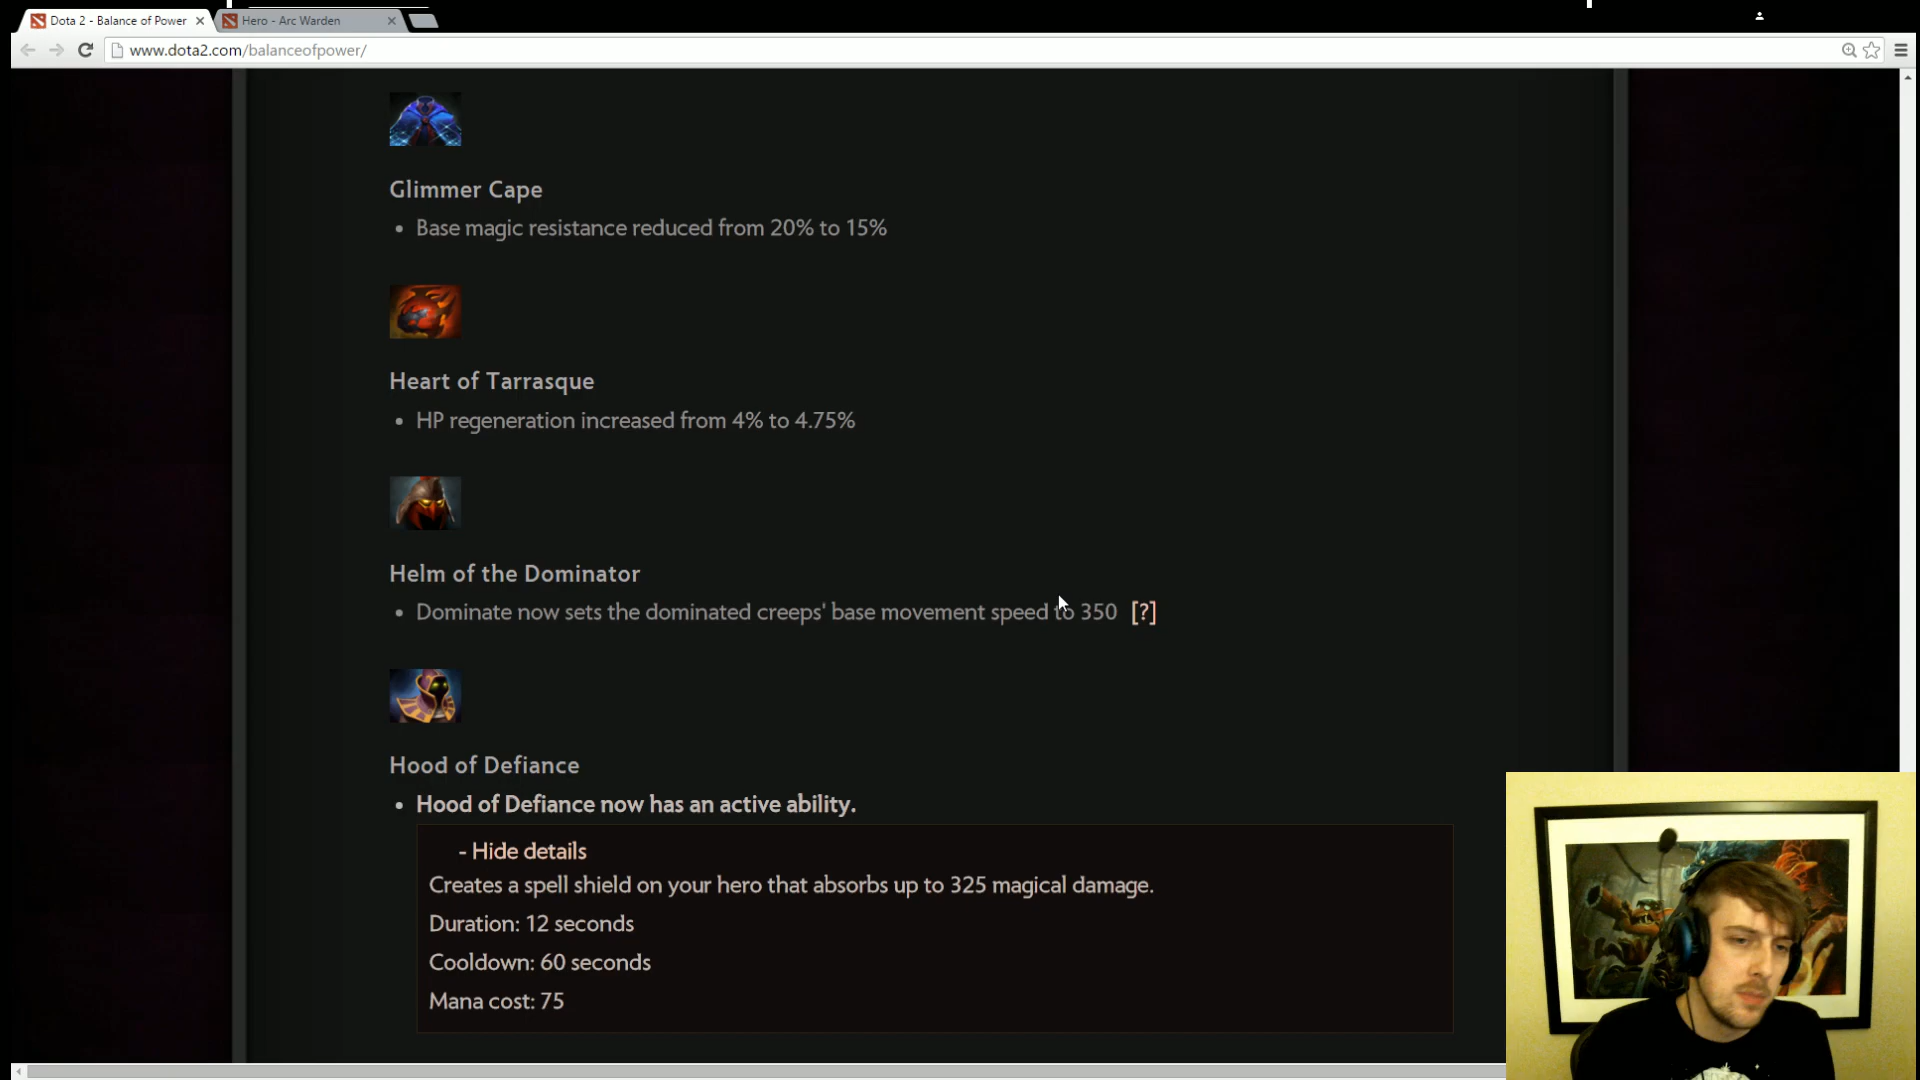 Dota 2 - Balance of Power
Hero - Arc Warden
www.dota2.com/balanceofpower/
Glimmer Cape
• Base magic resistance reduced from 20% to 15%
Heart of Tarrasque
• HP regeneration increased from 4% to 4.75%
Helm of the Dominator
• Dominate now sets the dominated creeps' base movement speed to 350 [?]
Hood of Defiance
• Hood of Defiance now has an active ability.
- Hide details
Creates a spell shield on your hero that absorbs up to 325 magical damage.
Duration: 12 seconds
Cooldown: 60 seconds
Mana cost: 75